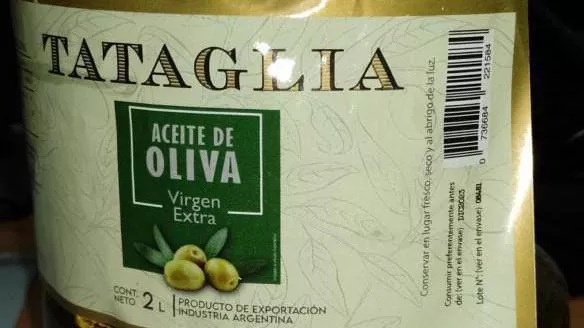 TATAGLIA
ACEITE DE
OLIVA
Virgen
Extra
CONT.
NETO 2 L
PRODUCTO DE EXPORTACIÓN
INDUSTRIA ARGENTINA
Conservar en lugar fresco, seco y al abrigo de la luz.
Consumir preferentemente antes
de: (ver en el envase)
Lote N°: (ver en el envase)
0 736684 221584